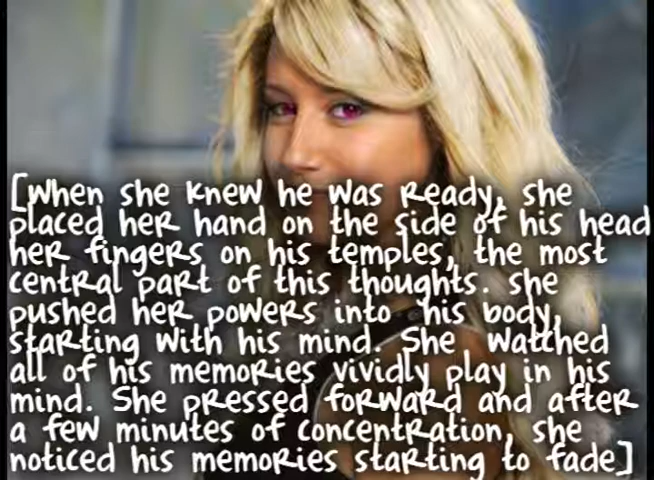 [When she knew he was ready, she
placed her hand on the side of his head
her fingers on his temples, the most
central part of this thoughts. she
pushed her powers into his body,
starting with his mind. She watched
all of his memories vividly play in his
mind. She pressed forward and after
a few minutes of concentration, she
noticed his memories starting to fade]